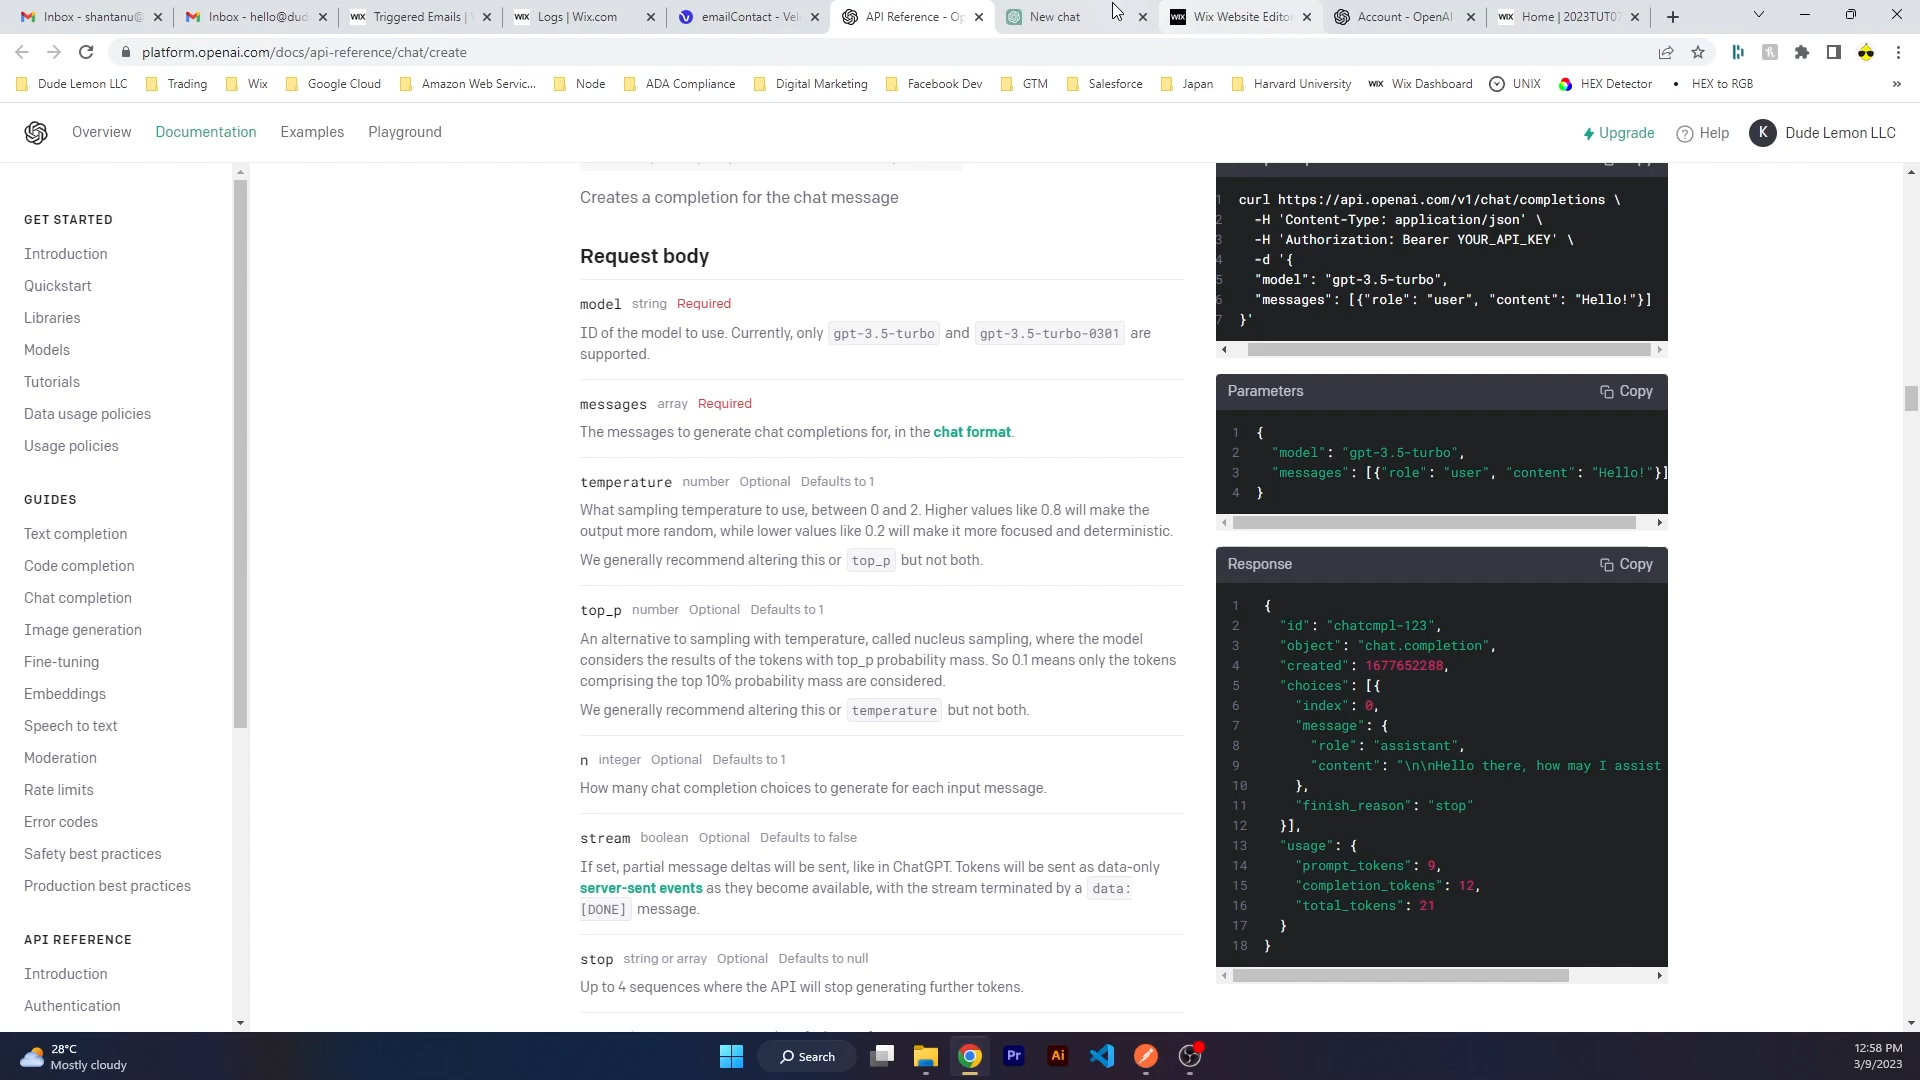 Inbox - shantanu@
Inbox - hello@dud
WIX Triggered Emails |
WIX Logs | Wix.com
emailContact - Vel
API Reference - Op
New chat
WIX Wix Website Editor
Account - OpenAI
WIX Home | 2023TUT07
platform.openai.com/docs/api-reference/chat/create
Dude Lemon LLC
Trading
Wix
Google Cloud
Amazon Web Servic...
Node
ADA Compliance
Digital Marketing
Facebook Dev
GTM
Salesforce
Japan
Harvard University
WIX Wix Dashboard
UNIX
HEX Detector
HEX to RGB
»
Overview
Documentation
Examples
Playground
Upgrade
Help
K
Dude Lemon LLC
GET STARTED
Introduction
Quickstart
Libraries
Models
Tutorials
Data usage policies
Usage policies
GUIDES
Text completion
Code completion
Chat completion
Image generation
Fine-tuning
Embeddings
Speech to text
Moderation
Rate limits
Error codes
Safety best practices
Production best practices
API REFERENCE
Introduction
Authentication
Creates a completion for the chat message
Request body
model string Required
ID of the model to use. Currently, only gpt-3.5-turbo and gpt-3.5-turbo-0301 are
supported.
messages array Required
The messages to generate chat completions for, in the chat format.
temperature number Optional Defaults to 1
What sampling temperature to use, between 0 and 2. Higher values like 0.8 will make the
output more random, while lower values like 0.2 will make it more focused and deterministic.
We generally recommend altering this or top_p but not both.
top_p number Optional Defaults to 1
An alternative to sampling with temperature, called nucleus sampling, where the model
considers the results of the tokens with top_p probability mass. So 0.1 means only the tokens
comprising the top 10% probability mass are considered.
We generally recommend altering this or temperature but not both.
n integer Optional Defaults to 1
How many chat completion choices to generate for each input message.
stream boolean Optional Defaults to false
If set, partial message deltas will be sent, like in ChatGPT. Tokens will be sent as data-only
server-sent events as they become available, with the stream terminated by a data:
[DONE] message.
stop string or array Optional Defaults to null
Up to 4 sequences where the API will stop generating further tokens.
1 curl https://api.openai.com/v1/chat/completions \
2 -H 'Content-Type: application/json' \
3 -H 'Authorization: Bearer YOUR_API_KEY' \
4 -d '{
5 "model": "gpt-3.5-turbo",
6 "messages": [{"role": "user", "content": "Hello!"}]
7 }'
Parameters
Copy
1 {
2 "model": "gpt-3.5-turbo",
3 "messages": [{"role": "user", "content": "Hello!"}]
4 }
Response
Copy
1 {
2 "id": "chatcmpl-123",
3 "object": "chat.completion",
4 "created": 1677652288,
5 "choices": [{
6 "index": 0,
7 "message": {
8 "role": "assistant",
9 "content": "\n\nHello there, how may I assist
10 },
11 "finish_reason": "stop"
12 }],
13 "usage": {
14 "prompt_tokens": 9,
15 "completion_tokens": 12,
16 "total_tokens": 21
17 }
18 }
28°C
Mostly cloudy
Search
Pr
Ai
12:58 PM
3/9/2023